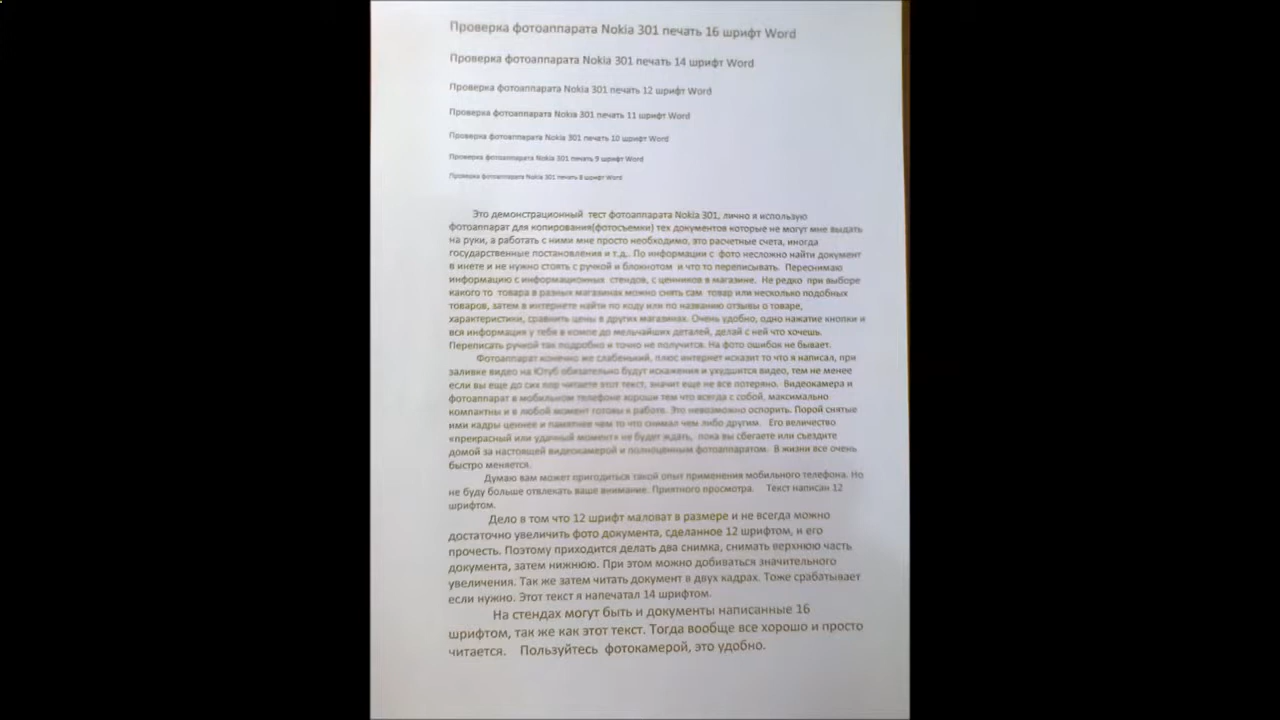 Проверка фотоаппарата Nokia 301 печать 16 шрифт Word
Проверка фотоаппарата Nokia 301 печать 14 шрифт Word
Проверка фотоаппарата Nokia 301 печать 12 шрифт Word
Проверка фотоаппарата Nokia 301 печать 11 шрифт Word
Проверка фотоаппарата Nokia 301 печать 10 шрифт Word
Проверка фотоаппарата Nokia 301 печать 9 шрифт Word
Проверка фотоаппарата Nokia 301 печать 8 шрифт Word
Это демонстрационный тест фотоаппарата Nokia 301, лично я использую
фотоаппарат для копирования(фотосъемки) тех документов которые не могут мне выдать
на руки, а работать с ними мне просто необходимо, это расчетные счета, иногда
государственные постановления и т.д.. По информации с фото несложно найти документ
в инете и не нужно стоять с ручкой и блокнотом и что то переписывать. Переснимаю
информацию с информационных стендов, с ценников в магазине. Не редко при выборе
какого то товара в разных магазинах можно снять сам товар или несколько подобных
товаров, затем в интернете найти по коду или по названию отзывы о товаре,
характеристики, сравнить цены в других магазинах. Очень удобно, одно нажатие кнопки и
вся информация у тебя в компе до мельчайших деталей, делай с ней что хочешь.
Переписать ручкой так подробно и точно не получится. На фото ошибок не бывает.
Фотоаппарат конечно же слабенький, плюс интернет исказит то что я написал, при
заливке видео на Ютуб обязательно будут искажения и ухудшится видео, тем не менее
если вы еще до сих пор читаете этот текст, значит еще не все потеряно. Видеокамера и
фотоаппарат в мобильном телефоне хороши тем что всегда с собой, максимально
компактны и в любой момент готовы к работе. Это невозможно оспорить. Порой снятые
ими кадры ценнее и памятнее чем то что снимал чем либо другим. Его величество
«прекрасный или удачный момент» не будет ждать, пока вы сбегаете или съездите
домой за настоящей видеокамерой и полноценным фотоаппаратом. В жизни все очень
быстро меняется.
Думаю вам может пригодиться такой опыт применения мобильного телефона. Но
не буду больше отвлекать ваше внимание. Приятного просмотра. Текст написан 12
шрифтом.
Дело в том что 12 шрифт маловат в размере и не всегда можно
достаточно увеличить фото документа, сделанное 12 шрифтом, и его
прочесть. Поэтому приходится делать два снимка, снимать верхнюю часть
документа, затем нижнюю. При этом можно добиваться значительного
увеличения. Так же затем читать документ в двух кадрах. Тоже срабатывает
если нужно. Этот текст я напечатал 14 шрифтом.
На стендах могут быть и документы написанные 16
шрифтом, так же как этот текст. Тогда вообще все хорошо и просто
читается. Пользуйтесь фотокамерой, это удобно.